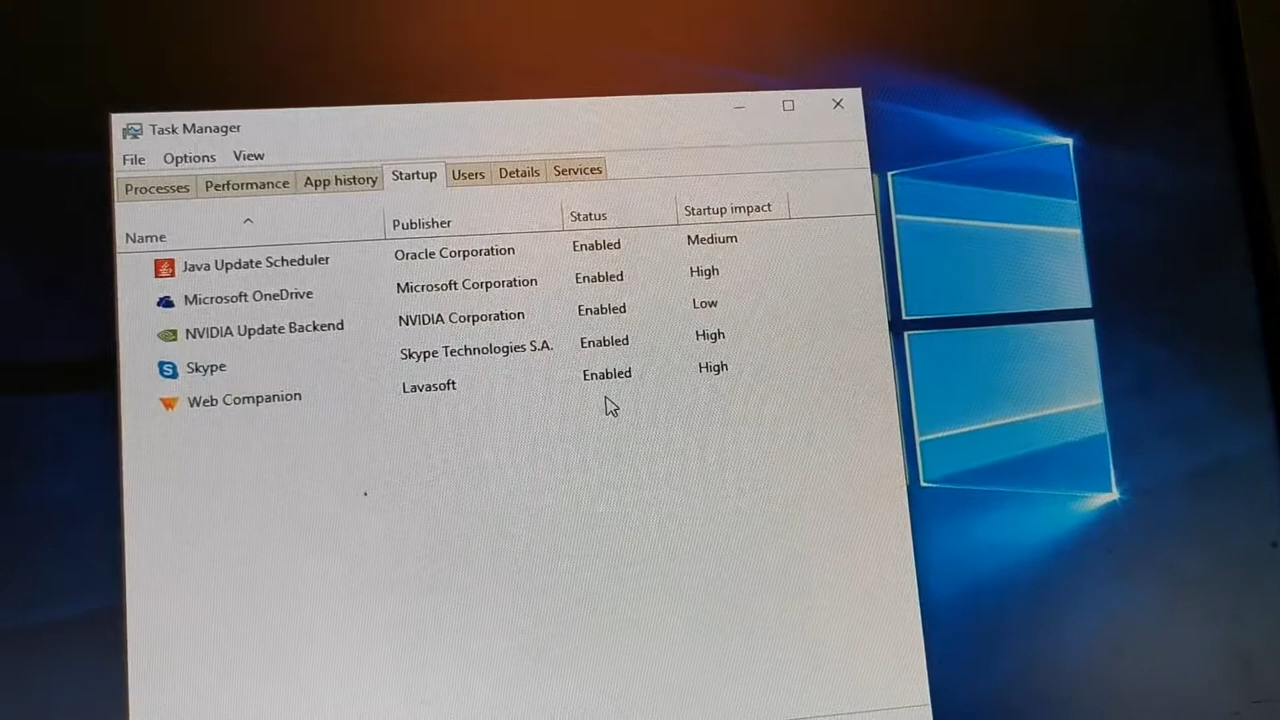 Task Manager
File Options View
Processes Performance App history Startup Users Details Services
Name Publisher Status Startup impact
Java Update Scheduler Oracle Corporation Enabled Medium
Microsoft OneDrive Microsoft Corporation Enabled High
NVIDIA Update Backend NVIDIA Corporation Enabled Low
Skype Skype Technologies S.A. Enabled High
Web Companion Lavasoft Enabled High